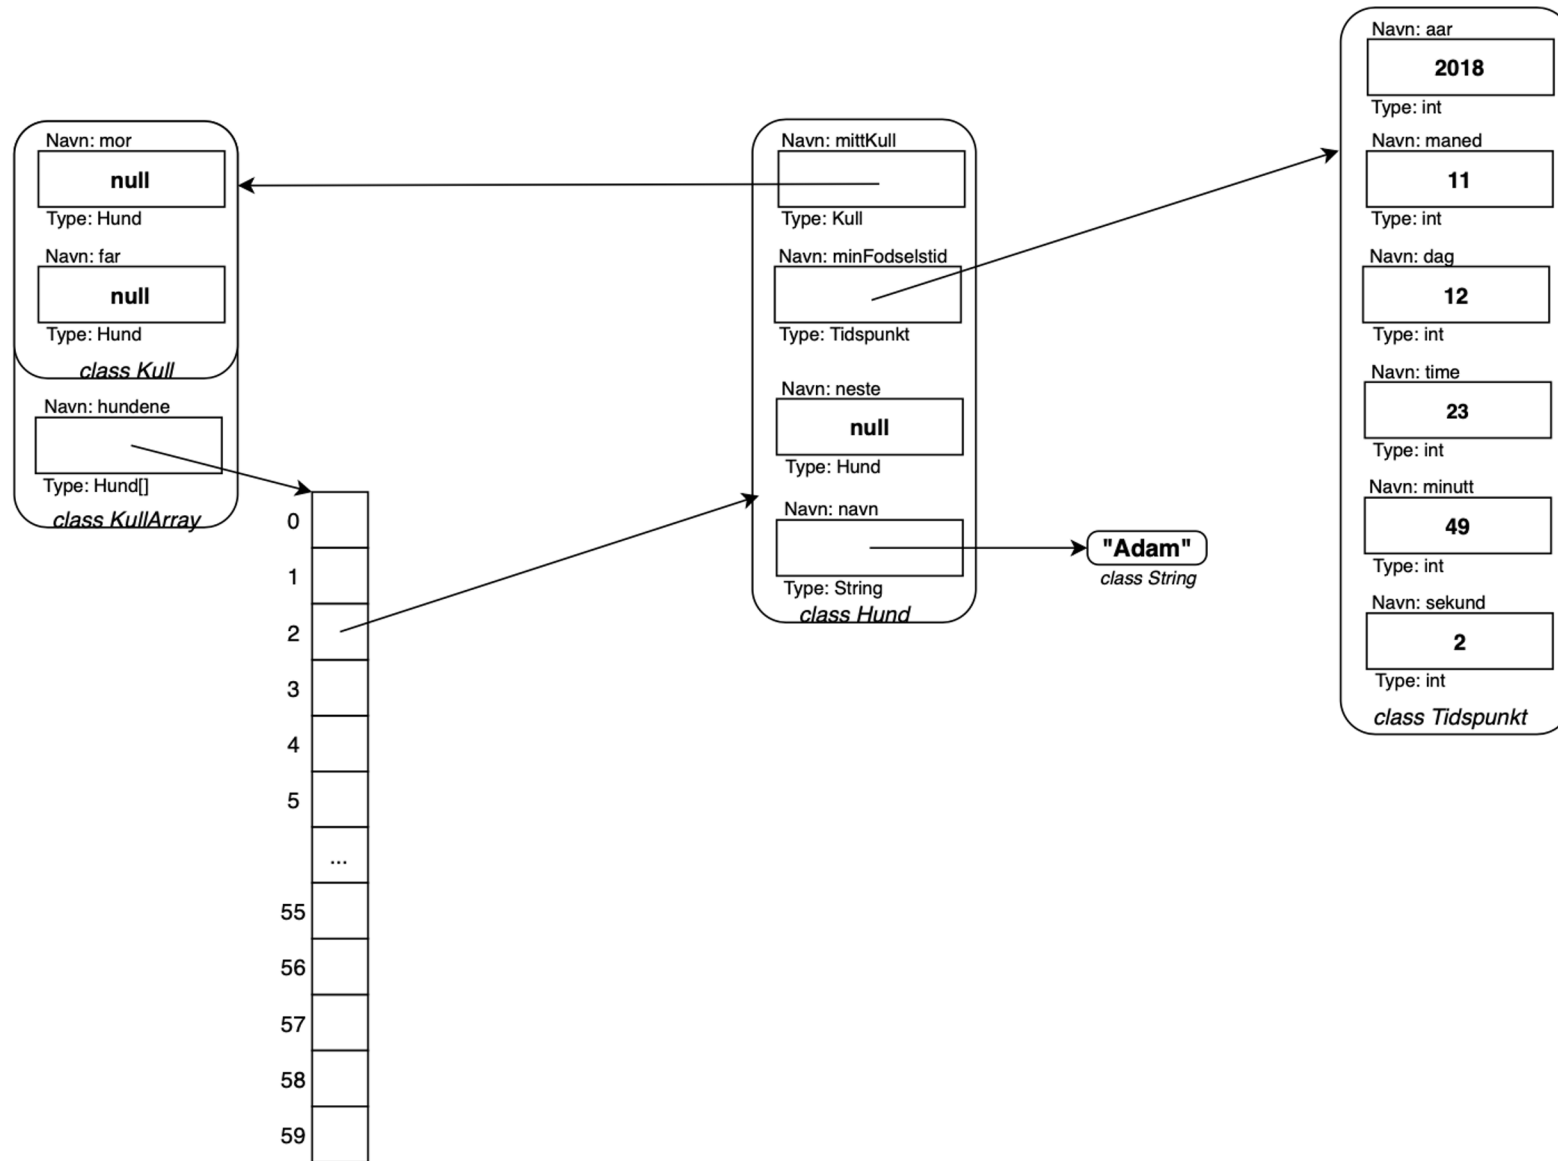 Navn: mor
null
Type: Hund
Navn: far
null
Type: Hund
class Kull
Navn: hundene
Type: Hund[]
class KullArray
0
1
2
3
4
5
...
55
56
57
58
59
Navn: mittKull
Type: Kull
Navn: minFodselstid
Type: Tidspunkt
Navn: neste
null
Type: Hund
Navn: navn
Type: String
class Hund
"Adam"
class String
Navn: aar
2018
Type: int
Navn: maned
11
Type: int
Navn: dag
12
Type: int
Navn: time
23
Type: int
Navn: minutt
49
Type: int
Navn: sekund
2
Type: int
class Tidspunkt